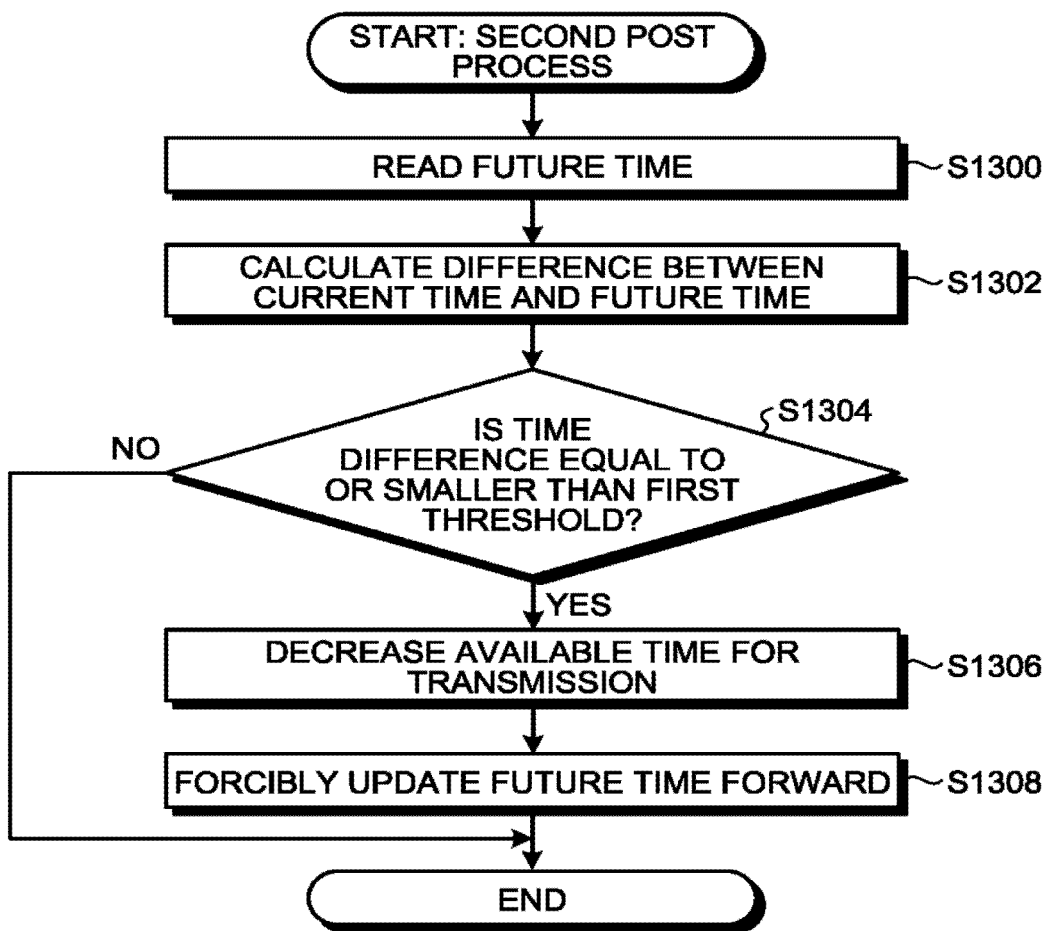 START: SECOND POST
PROCESS
READ FUTURE TIME
S1300
CALCULATE DIFFERENCE BETWEEN
CURRENT TIME AND FUTURE TIME
S1302
S1304
IS TIME
DIFFERENCE EQUAL TO
OR SMALLER THAN FIRST
THRESHOLD?
NO
YES
DECREASE AVAILABLE TIME FOR
TRANSMISSION
S1306
FORCIBLY UPDATE FUTURE TIME FORWARD
S1308
END